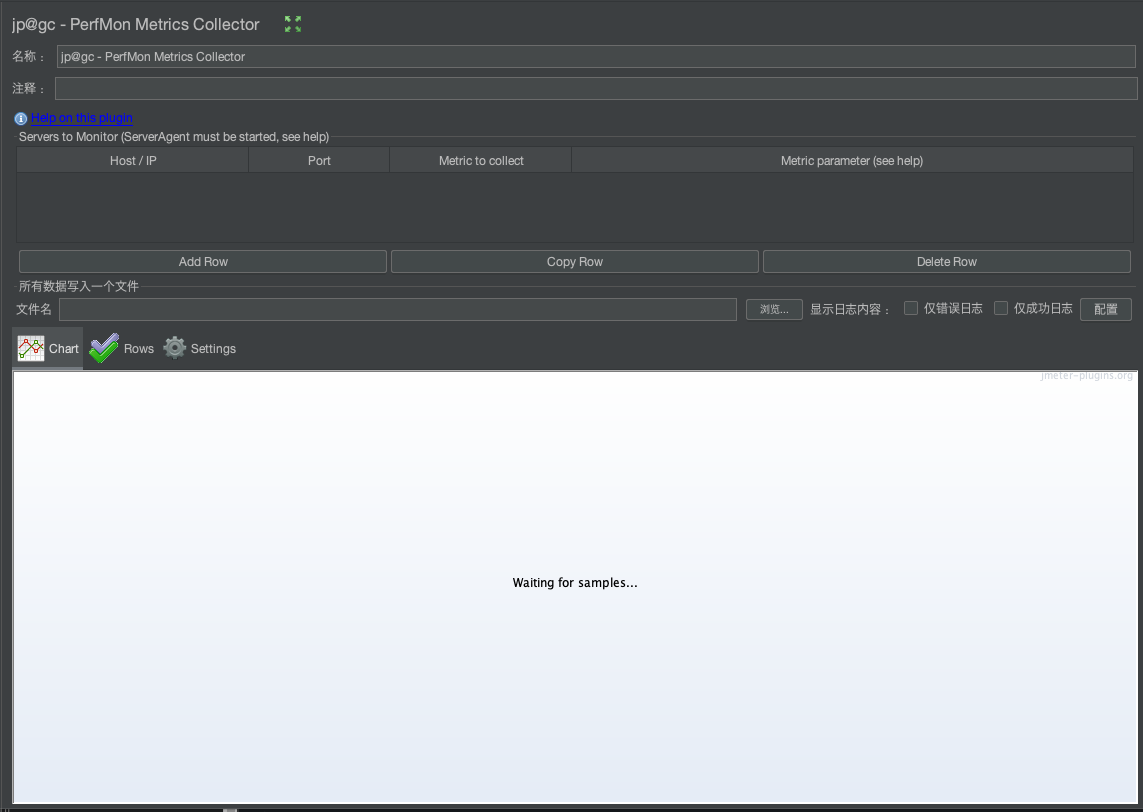 jp@gc - PerfMon Metrics Collector
名称： jp@gc - PerfMon Metrics Collector
注释：
Help on this plugin
Servers to Monitor (ServerAgent must be started, see help)
Host / IP Port Metric to collect Metric parameter (see help)
Add Row Copy Row Delete Row
所有数据写入一个文件
文件名 浏览... 显示日志内容： 仅错误日志 仅成功日志 配置
Chart Rows Settings
jmeter-plugins.org
Waiting for samples...